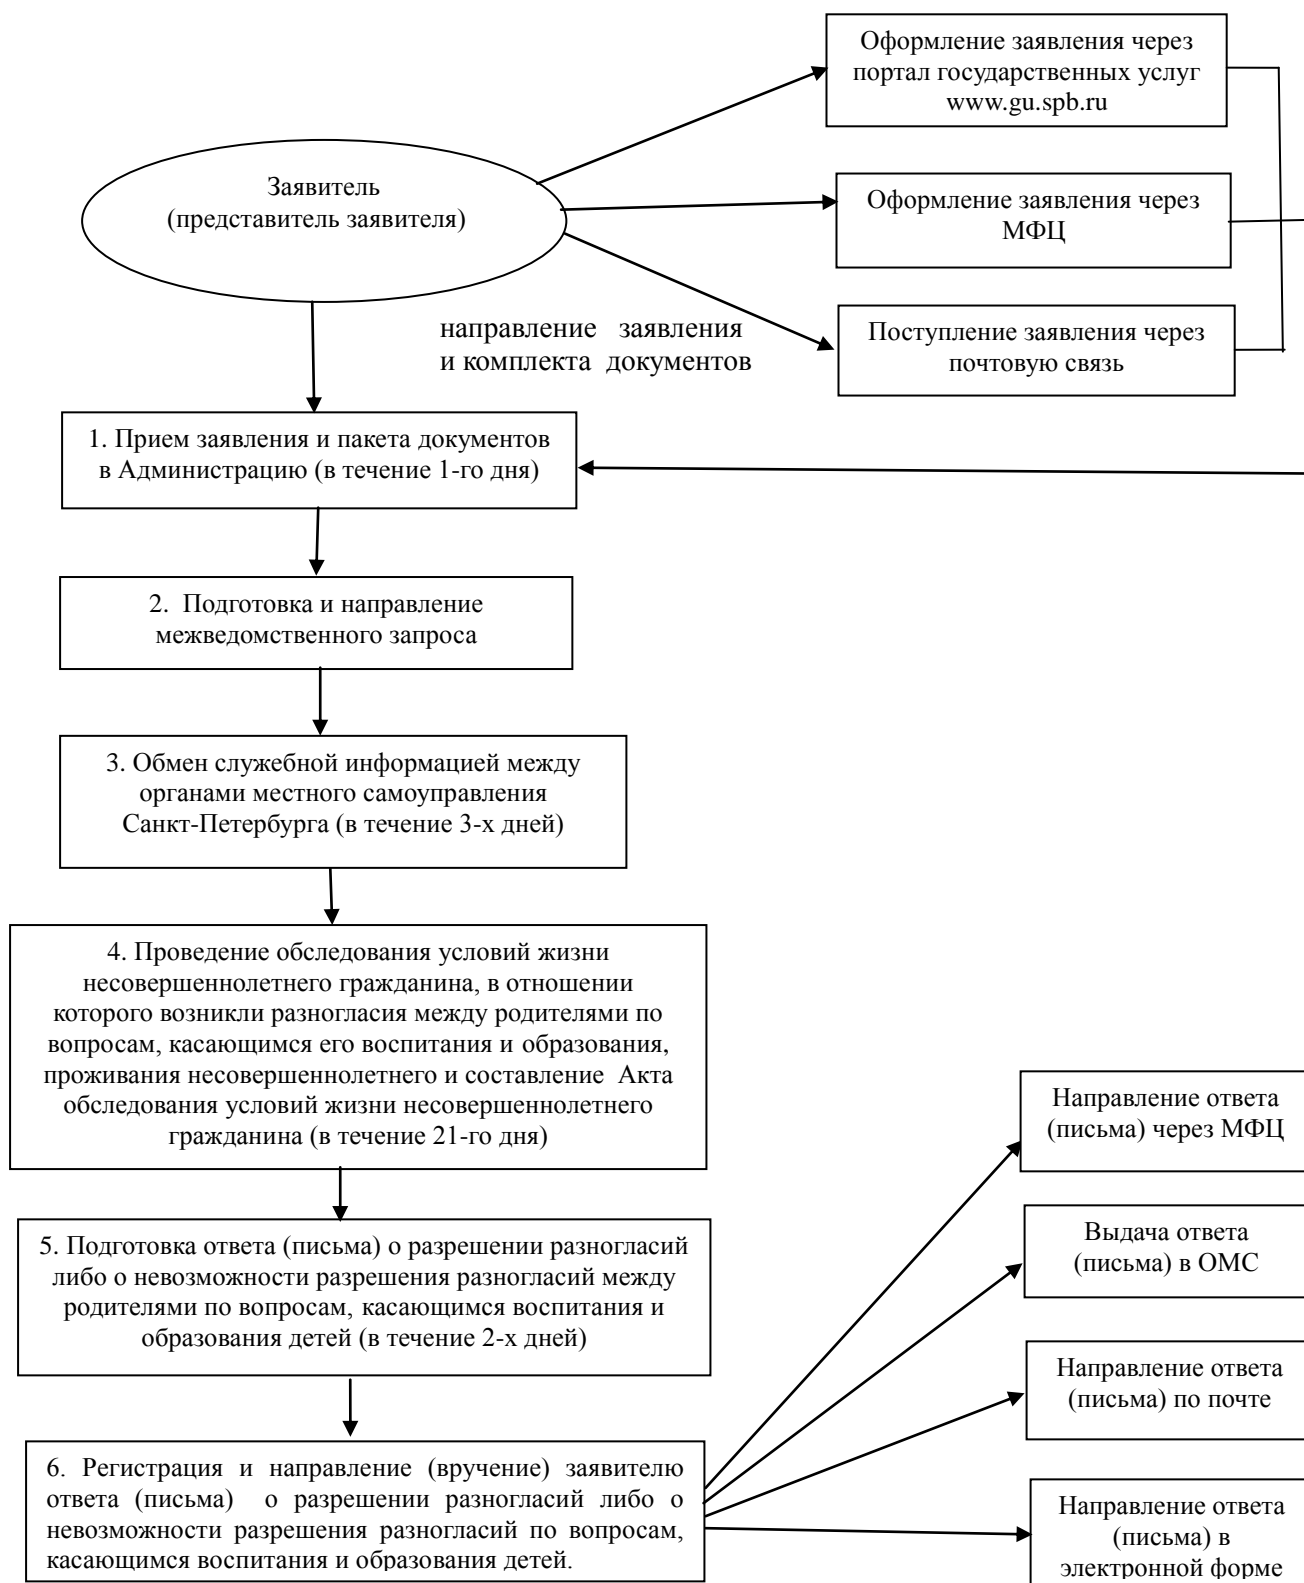 Оформление заявления через
портал государственных услуг
www.gu.spb.ru
Заявитель
(представитель заявителя)
Оформление заявления через
МФЦ
направление заявления
и комплекта документов
Поступление заявления через
почтовую связь
1. Прием заявления и пакета документов
в Администрацию (в течение 1-го дня)
2. Подготовка и направление
межведомственного запроса
3. Обмен служебной информацией между
органами местного самоуправления
Санкт-Петербурга (в течение 3-х дней)
4. Проведение обследования условий жизни
несовершеннолетнего гражданина, в отношении
которого возникли разногласия между родителями по
вопросам, касающимся его воспитания и образования,
проживания несовершеннолетнего и составление Акта
обследования условий жизни несовершеннолетнего
гражданина (в течение 21-го дня)
5. Подготовка ответа (письма) о разрешении разногласий
либо о невозможности разрешения разногласий между
родителями по вопросам, касающимся воспитания и
образования детей (в течение 2-х дней)
6. Регистрация и направление (вручение) заявителю
ответа (письма) о разрешении разногласий либо о
невозможности разрешения разногласий по вопросам,
касающимся воспитания и образования детей.
Направление ответа
(письма) через МФЦ
Выдача ответа
(письма) в ОМС
Направление ответа
(письма) по почте
Направление ответа
(письма) в
электронной форме